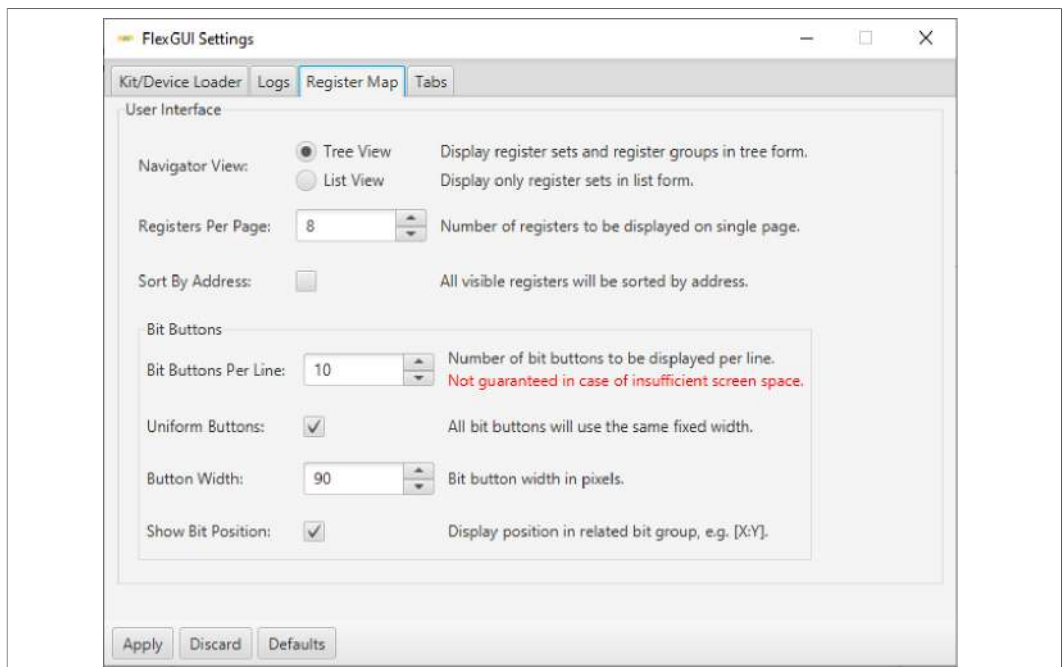 FlexGUI Settings
Kit/Device Loader Logs Register Map Tabs
User Interface
Navigator View:
Tree View Display register sets and register groups in tree form.
List View Display only register sets in list form.
Registers Per Page: 8 Number of registers to be displayed on single page.
Sort By Address: All visible registers will be sorted by address.
Bit Buttons
Bit Buttons Per Line: 10 Number of bit buttons to be displayed per line.
Not guaranteed in case of insufficient screen space.
Uniform Buttons: All bit buttons will use the same fixed width.
Button Width: 90 Bit button width in pixels.
Show Bit Position: Display position in related bit group, e.g. [X:Y].
Apply Discard Defaults